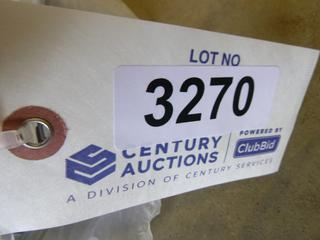 LOT NO
3270
CENTURY
AUCTIONS
POWERED BY
ClubBid
A DIVISION OF CENTURY SERVICES